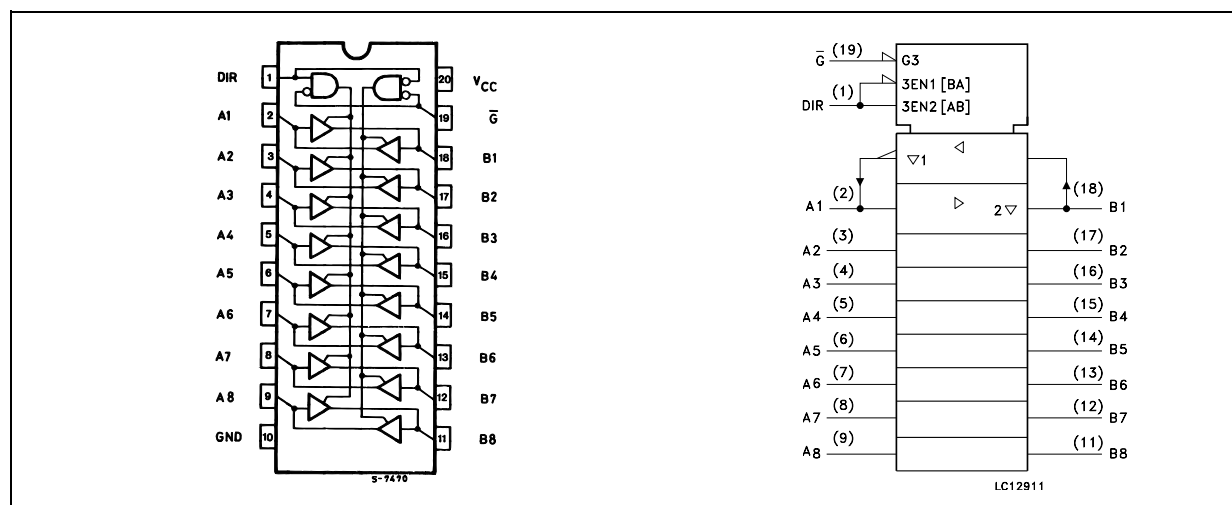 DIR 1 20 VCC
A1 2 19 G̅
A2 3 18 B1
A3 4 17 B2
A4 5 16 B3
A5 6 15 B4
A6 7 14 B5
A7 8 13 B6
A8 9 12 B7
GND 10 11 B8
S-7470
G̅ (19) G3
3EN1 [BA]
DIR (1) 3EN2 [AB]
▽1 ◁
A1 (2) ▷ 2▽ (18) B1
A2 (3) (17) B2
A3 (4) (16) B3
A4 (5) (15) B4
A5 (6) (14) B5
A6 (7) (13) B6
A7 (8) (12) B7
A8 (9) (11) B8
LC12911